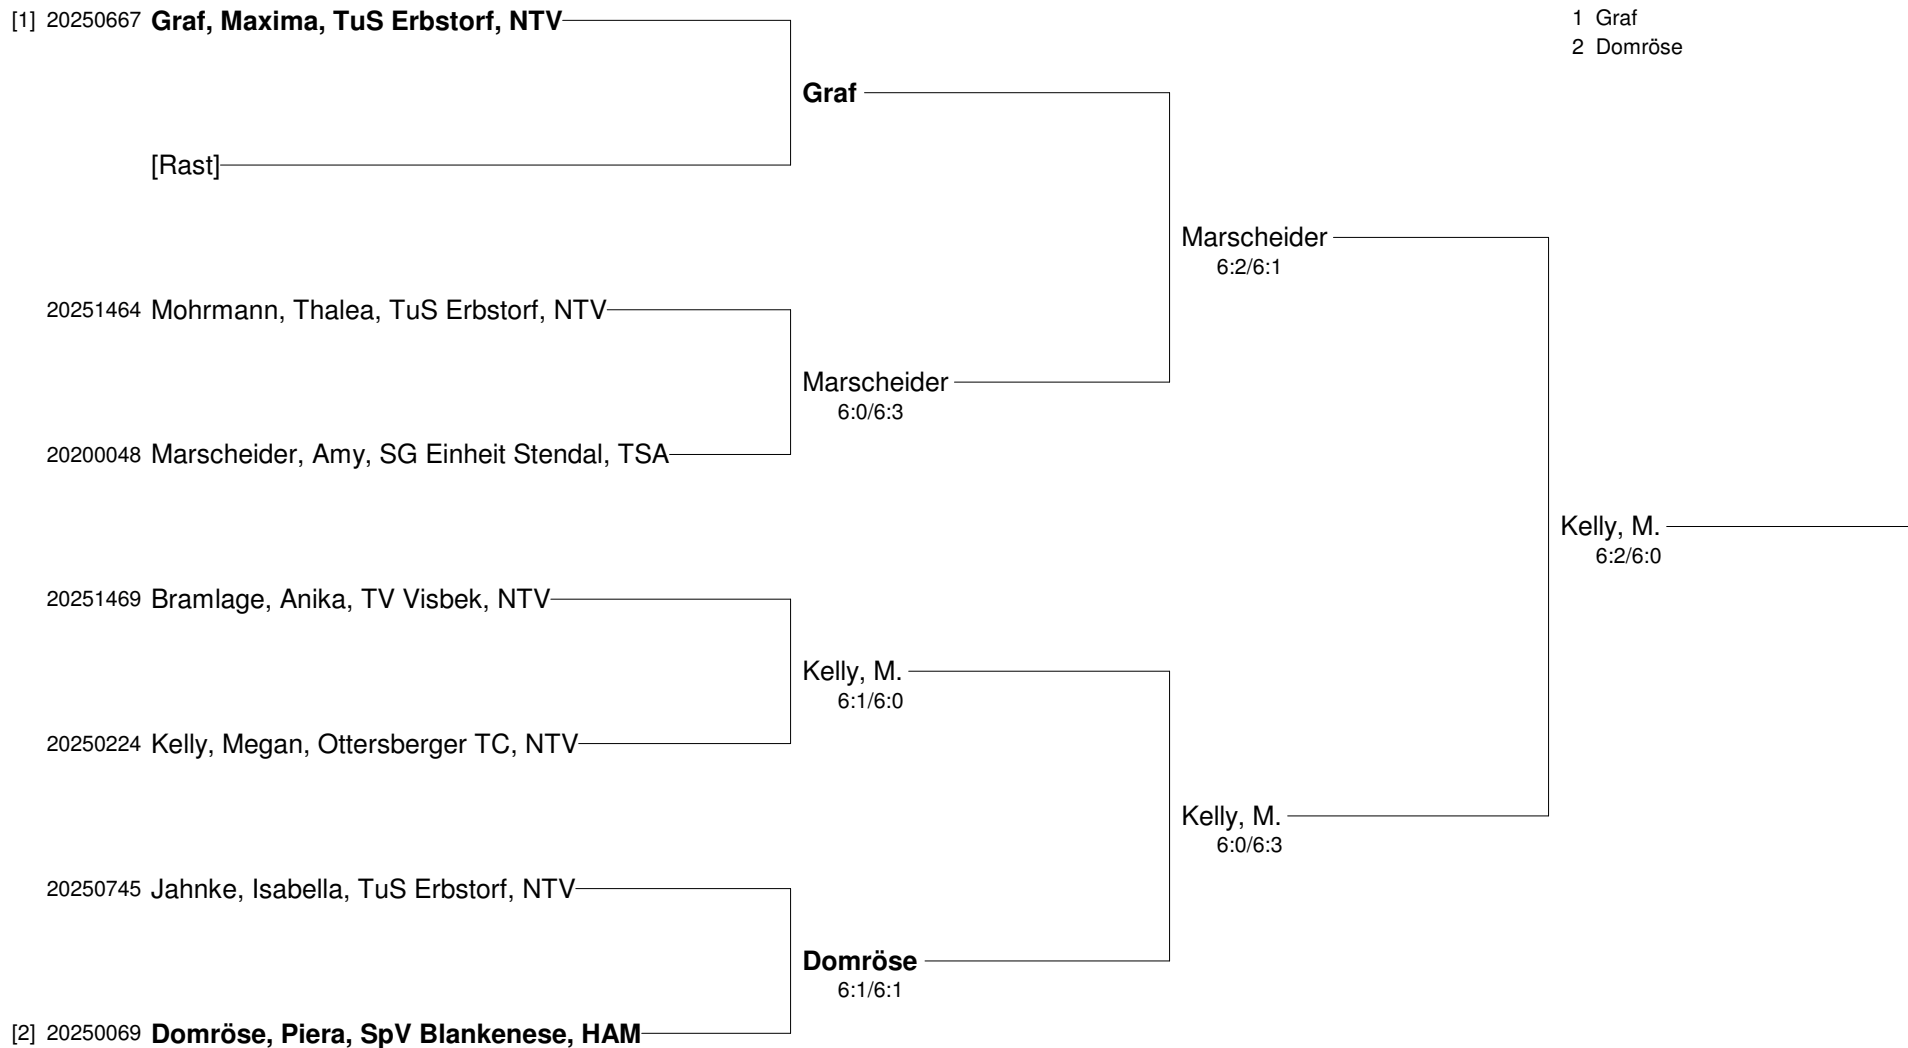 [1] 20250667 Graf, Maxima, TuS Erbstorf, NTV
1 Graf
2 Domröse
Graf
[Rast]
Marscheider
6:2/6:1
20251464 Mohrmann, Thalea, TuS Erbstorf, NTV
Marscheider
6:0/6:3
20200048 Marscheider, Amy, SG Einheit Stendal, TSA
Kelly, M.
6:2/6:0
20251469 Bramlage, Anika, TV Visbek, NTV
Kelly, M.
6:1/6:0
20250224 Kelly, Megan, Ottersberger TC, NTV
Kelly, M.
6:0/6:3
20250745 Jahnke, Isabella, TuS Erbstorf, NTV
Domröse
6:1/6:1
[2] 20250069 Domröse, Piera, SpV Blankenese, HAM